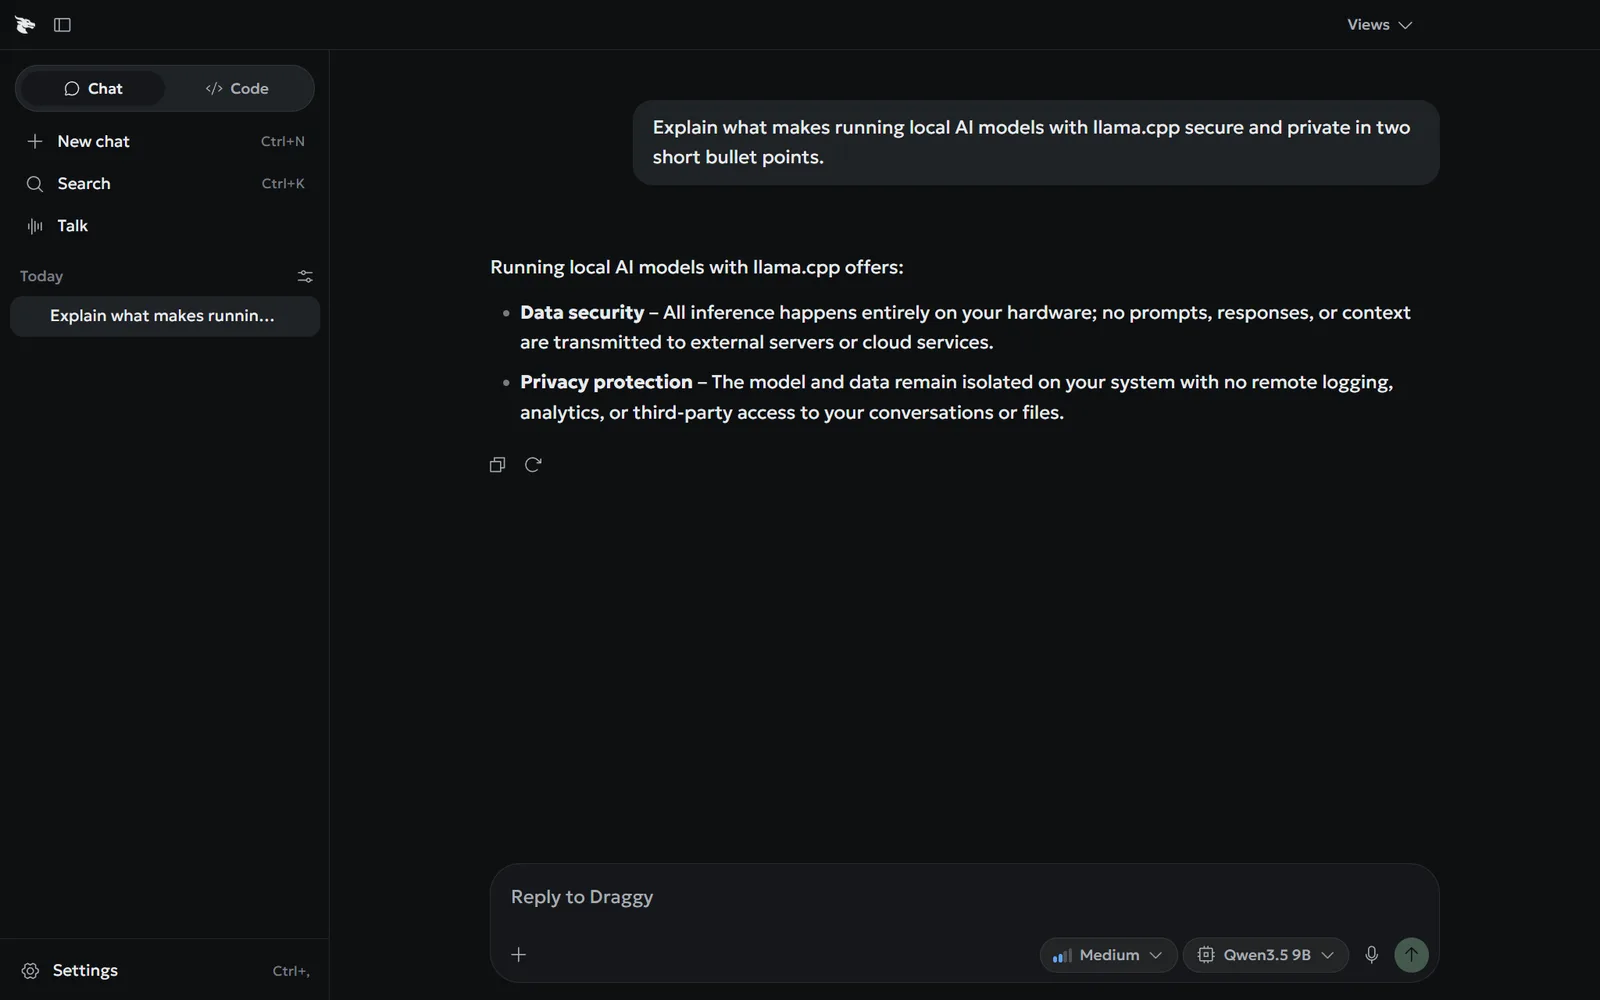 Views
Chat
Code
New chat Ctrl+N
Search Ctrl+K
Talk
Today
Explain what makes runnin...
Explain what makes running local AI models with llama.cpp secure and private in two
short bullet points.
Running local AI models with llama.cpp offers:
Data security – All inference happens entirely on your hardware; no prompts, responses, or context
are transmitted to external servers or cloud services.
Privacy protection – The model and data remain isolated on your system with no remote logging,
analytics, or third-party access to your conversations or files.
Reply to Draggy
Medium
Qwen3.5 9B
Settings Ctrl+,